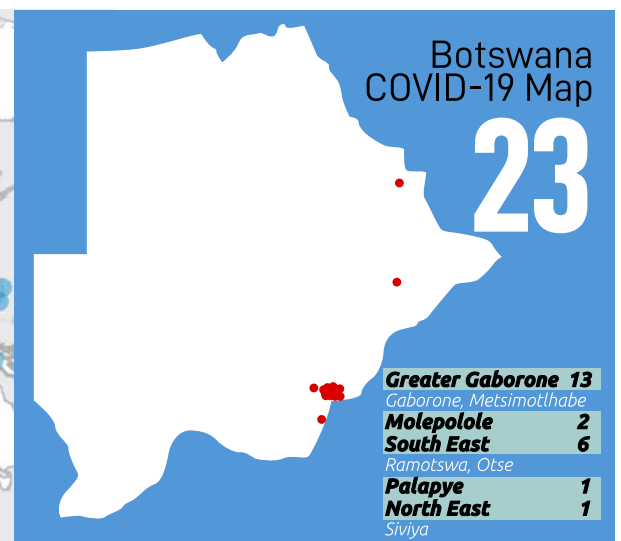 Botswana
COVID-19 Map
23
Greater Gaborone 13
Gaborone, Metsimotlhabe
Molepolole 2
South East 6
Ramotswa, Otse
Palapye 1
North East 1
Siviya